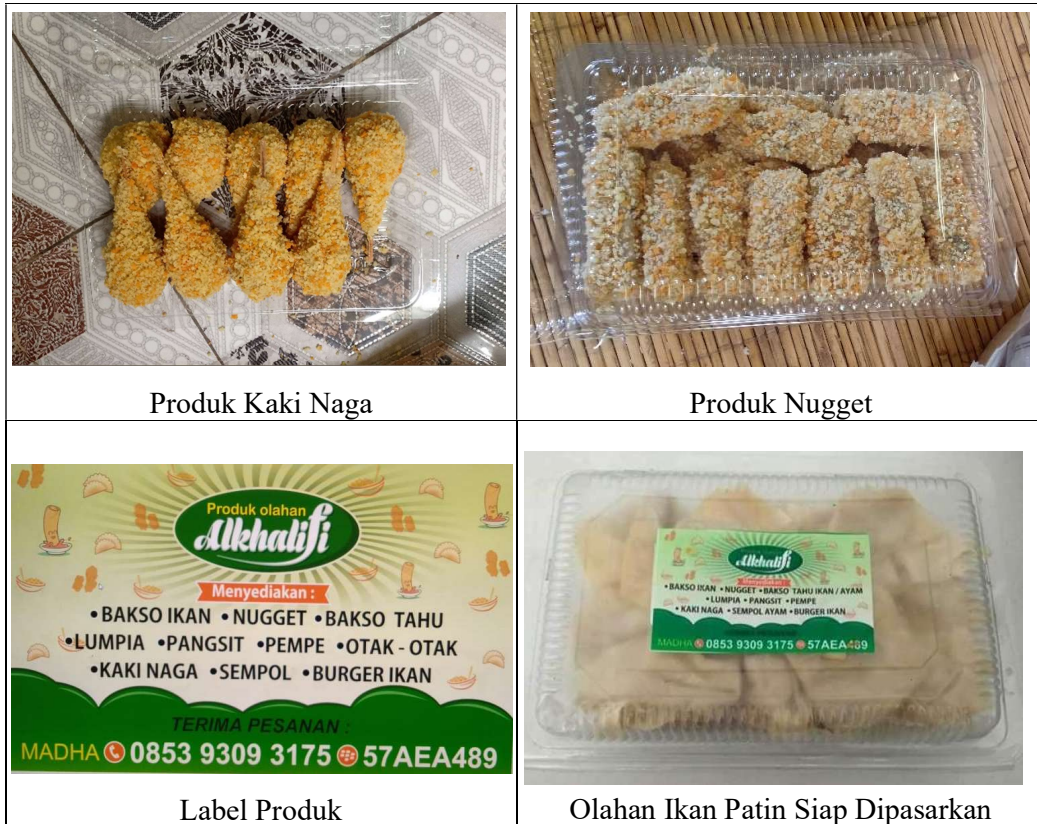 Produk Kaki Naga
Produk Nugget
Produk olahan
Alkhalifi
Menyediakan :
•BAKSO IKAN •NUGGET •BAKSO TAHU
•LUMPIA •PANGSIT •PEMPE •OTAK - OTAK
•KAKI NAGA •SEMPOL •BURGER IKAN
TERIMA PESANAN :
MADHA 0853 9309 3175 57AEA489
Alkhalifi
Menyediakan :
•BAKSO IKAN •NUGGET •BAKSO TAHU IKAN / AYAM
•LUMPIA •PANGSIT •PEMPE
•KAKI NAGA •SEMPOL AYAM •BURGER IKAN
MADHA 0853 9309 3175 57AEA489
Label Produk
Olahan Ikan Patin Siap Dipasarkan